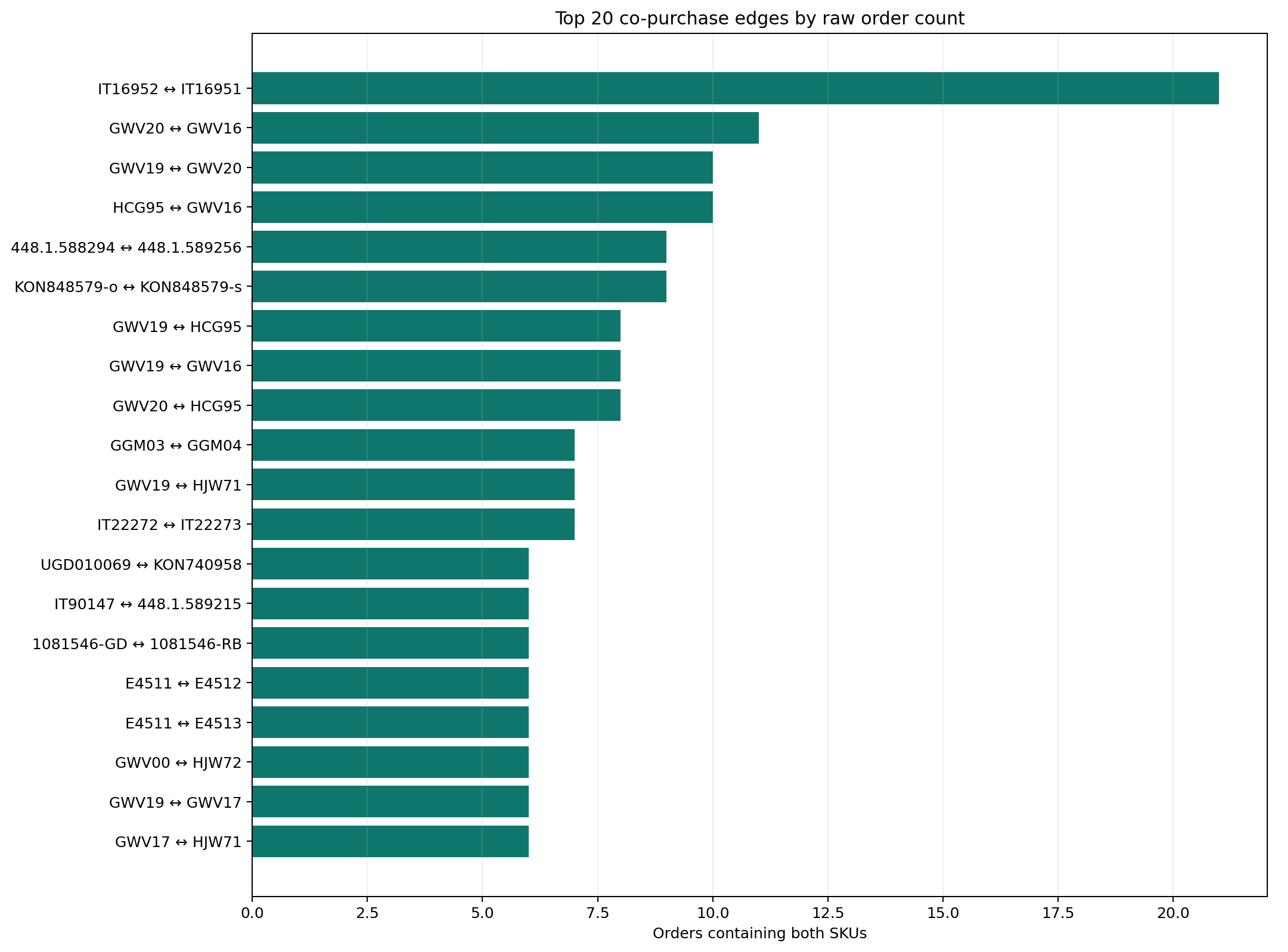 Top 20 co-purchase edges by raw order count
IT16952 ↔ IT16951
GWV20 ↔ GWV16
GWV19 ↔ GWV20
HCG95 ↔ GWV16
448.1.588294 ↔ 448.1.589256
KON848579-o ↔ KON848579-s
GWV19 ↔ HCG95
GWV19 ↔ GWV16
GWV20 ↔ HCG95
GGM03 ↔ GGM04
GWV19 ↔ HJW71
IT22272 ↔ IT22273
UGD010069 ↔ KON740958
IT90147 ↔ 448.1.589215
1081546-GD ↔ 1081546-RB
E4511 ↔ E4512
E4511 ↔ E4513
GWV00 ↔ HJW72
GWV19 ↔ GWV17
GWV17 ↔ HJW71
0.0 2.5 5.0 7.5 10.0 12.5 15.0 17.5 20.0
Orders containing both SKUs